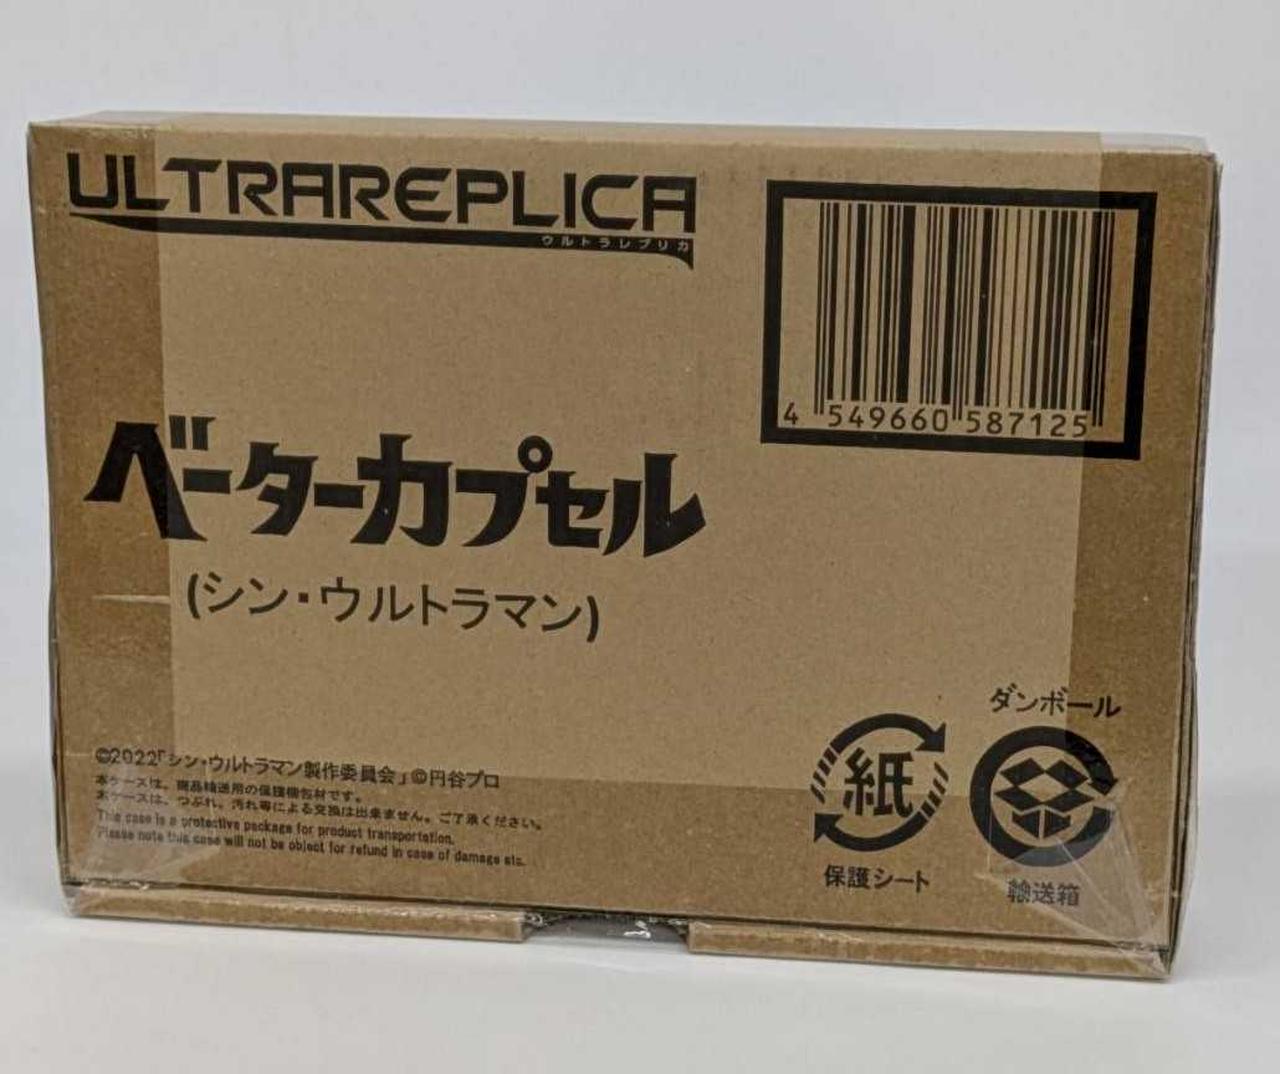 ULTRAREPLICA
ウルトラレプリカ
4 549660 587125
ベーターカプセル
(シン・ウルトラマン)
©2022「シン・ウルトラマン製作委員会」©円谷プロ
本ケースは、商品輸送用の保護梱包材です。
本ケースは、つぶれ、汚れ等による交換は出来ません。ご了承ください。
This case is a protective package for product transportation.
Please note this case will not be object for refund in case of damage etc.
紙
保護シート
ダンボール
輸送箱